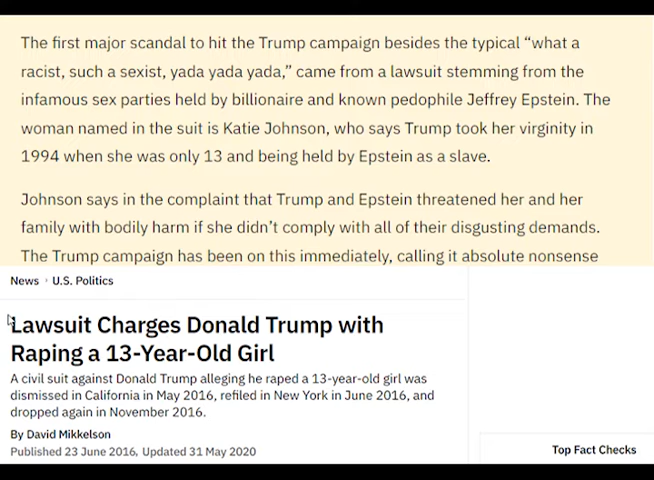 The first major scandal to hit the Trump campaign besides the typical “what a
racist, such a sexist, yada yada yada,” came from a lawsuit stemming from the
infamous sex parties held by billionaire and known pedophile Jeffrey Epstein. The
woman named in the suit is Katie Johnson, who says Trump took her virginity in
1994 when she was only 13 and being held by Epstein as a slave.
Johnson says in the complaint that Trump and Epstein threatened her and her
family with bodily harm if she didn’t comply with all of their disgusting demands.
The Trump campaign has been on this immediately, calling it absolute nonsense
News › U.S. Politics
Lawsuit Charges Donald Trump with
Raping a 13-Year-Old Girl
A civil suit against Donald Trump alleging he raped a 13-year-old girl was
dismissed in California in May 2016, refiled in New York in June 2016, and
dropped again in November 2016.
By David Mikkelson
Published 23 June 2016, Updated 31 May 2020
Top Fact Checks